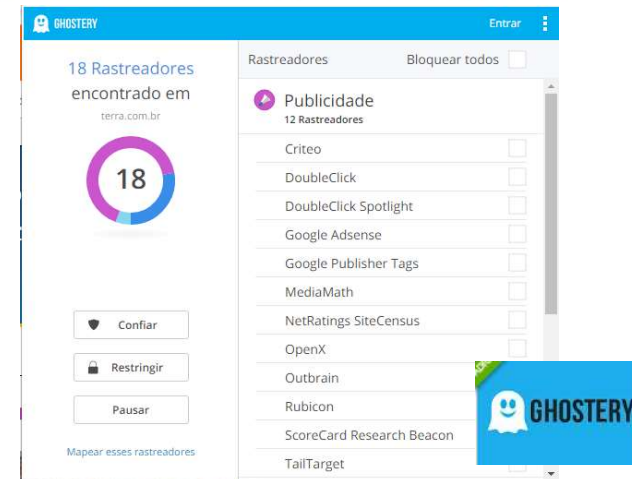 GHOSTERY
Entrar
18 Rastreadores
encontrado em
terra.com.br
18
Confiar
Restringir
Pausar
Mapear esses rastreadores
Rastreadores
Bloquear todos
Publicidade
12 Rastreadores
Criteo
DoubleClick
DoubleClick Spotlight
Google Adsense
Google Publisher Tags
MediaMath
NetRatings SiteCensus
OpenX
Outbrain
Rubicon
ScoreCard Research Beacon
TailTarget
GHOSTERY